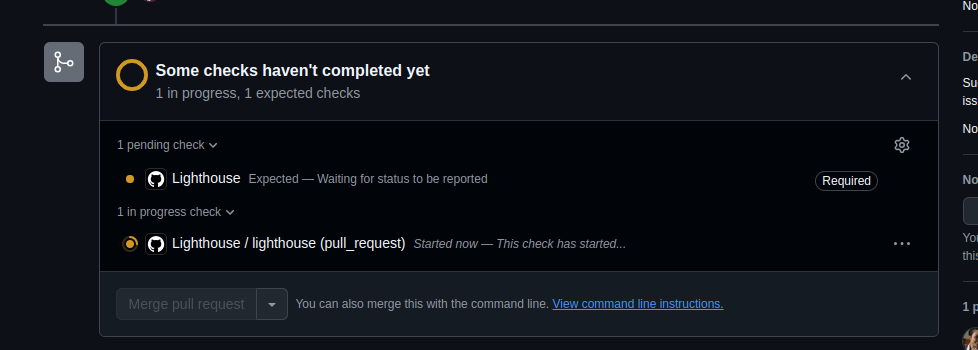 Some checks haven't completed yet
1 in progress, 1 expected checks
1 pending check
Lighthouse Expected — Waiting for status to be reported Required
1 in progress check
Lighthouse / lighthouse (pull_request) Started now — This check has started...
Merge pull request You can also merge this with the command line. View command line instructions.
No
De
Su
iss
No
No
You
this
1 p